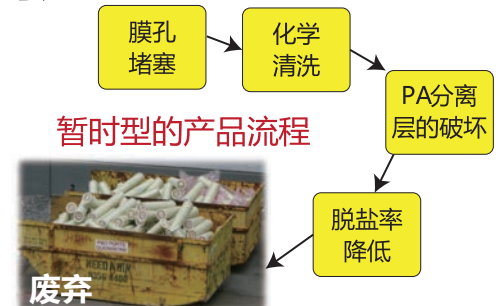 膜孔
堵塞
化学
清洗
PA分离
层的破坏
暂时型的产品流程
脱盐率
降低
废弃